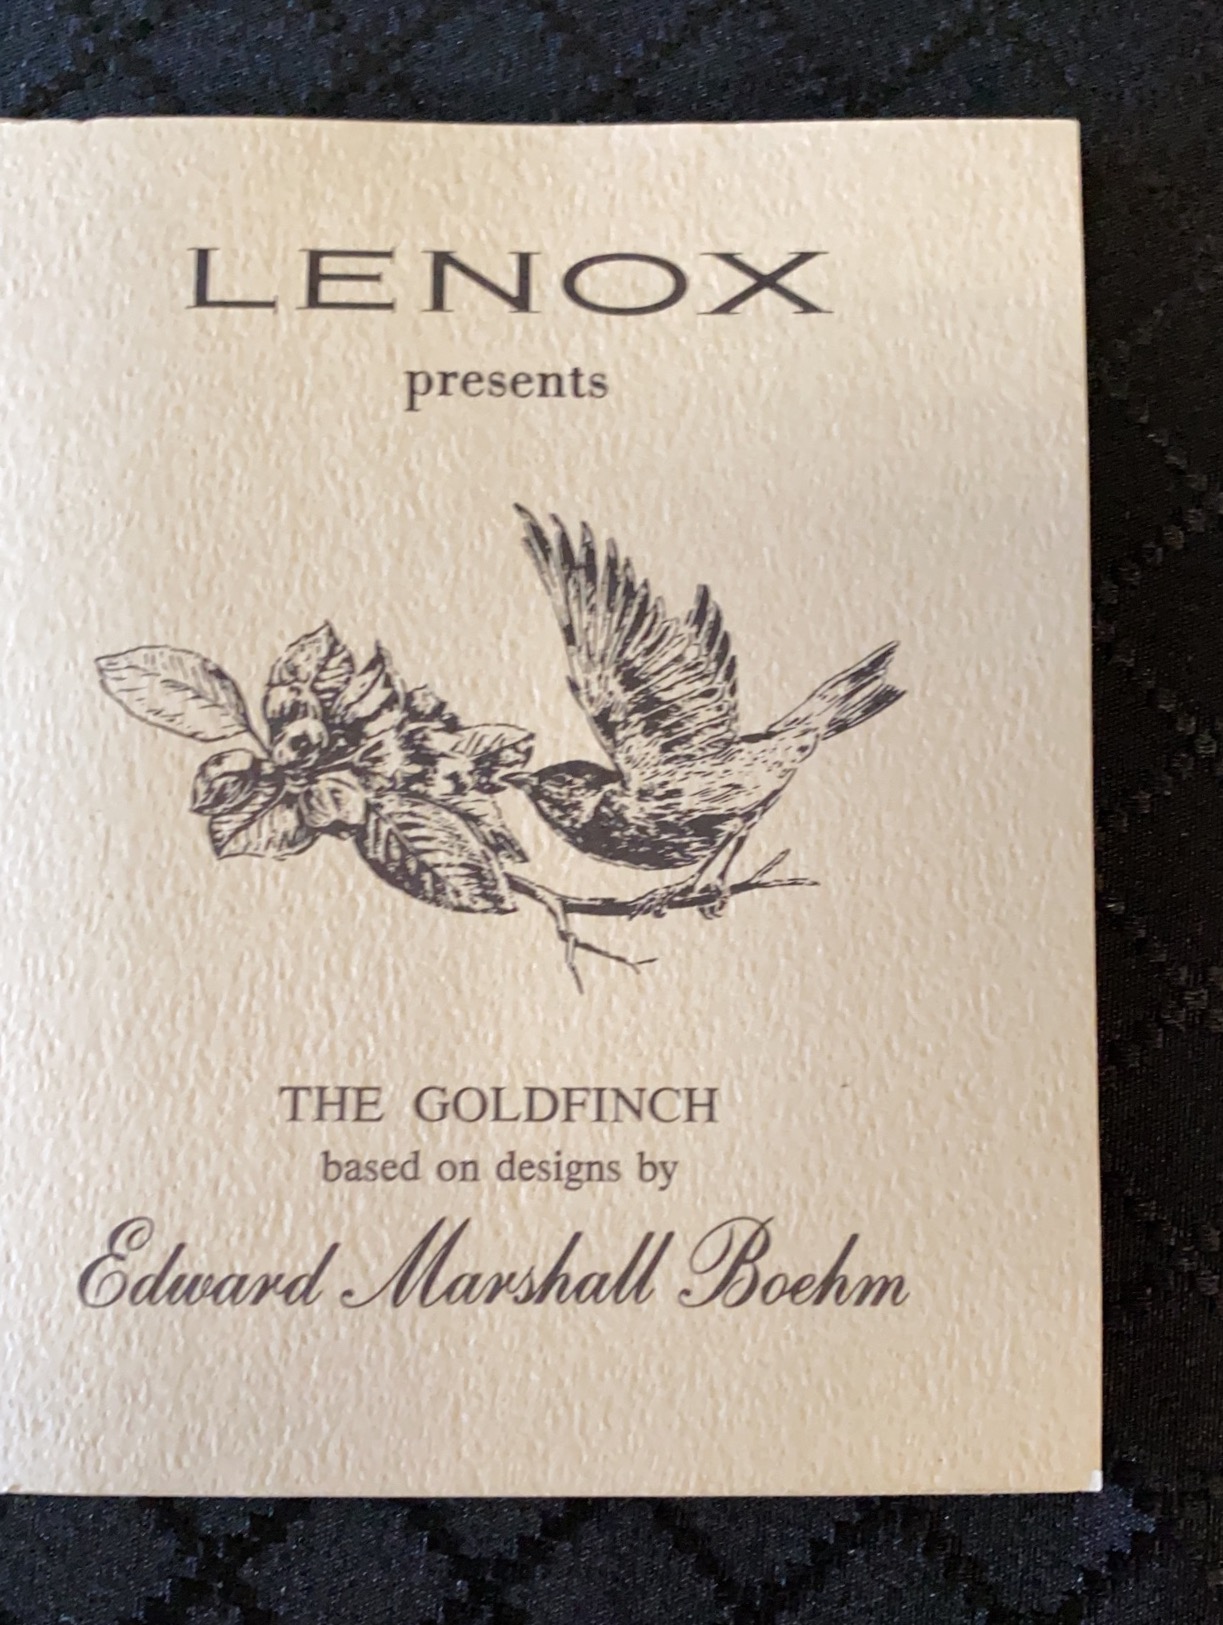 LENOX
presents
THE GOLDFINCH
based on designs by
Edward Marshall Boehm